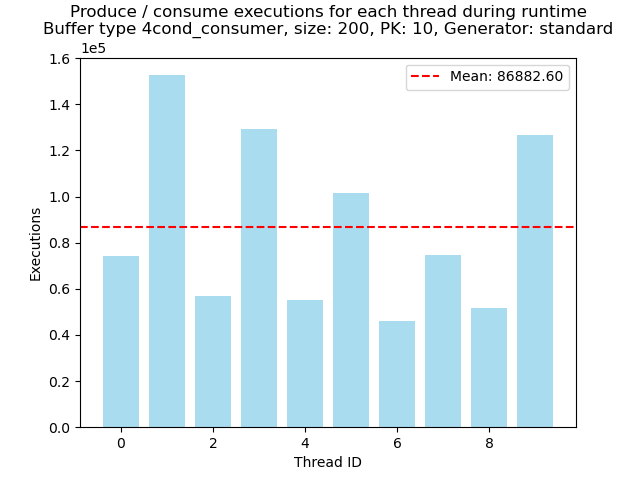 Produce / consume executions for each thread during runtime
Buffer type 4cond_consumer, size: 200, PK: 10, Generator: standard
1e5
1.6
1.4
1.2
1.0
0.8
0.6
0.4
0.2
0.0
Executions
Mean: 86882.60
0 2 4 6 8
Thread ID